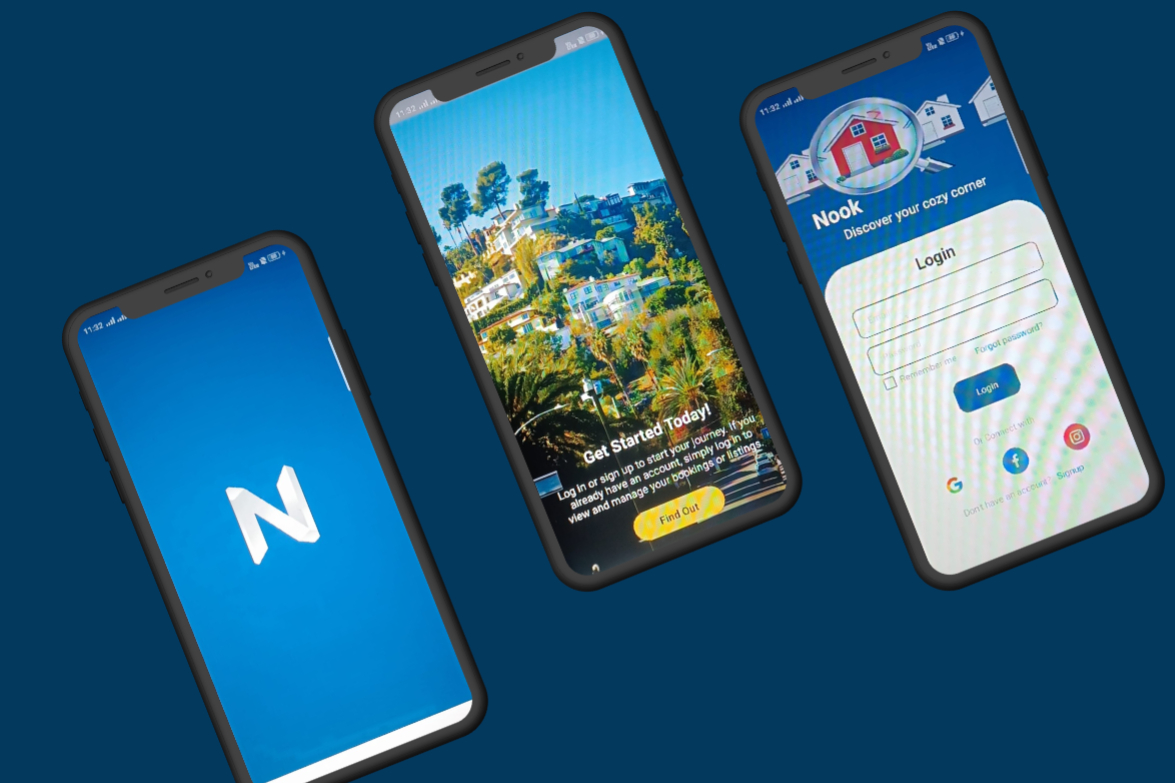 11:32
N
11:32
Get Started Today!
Log in or sign up to start your journey. If you
already have an account, simply log in to
view and manage your bookings or listings.
Find Out
11:32
Nook
Discover your cozy corner
Login
Remember me
Forgot password?
Login
Or Connect with
G
f
Don't have an account? Signup